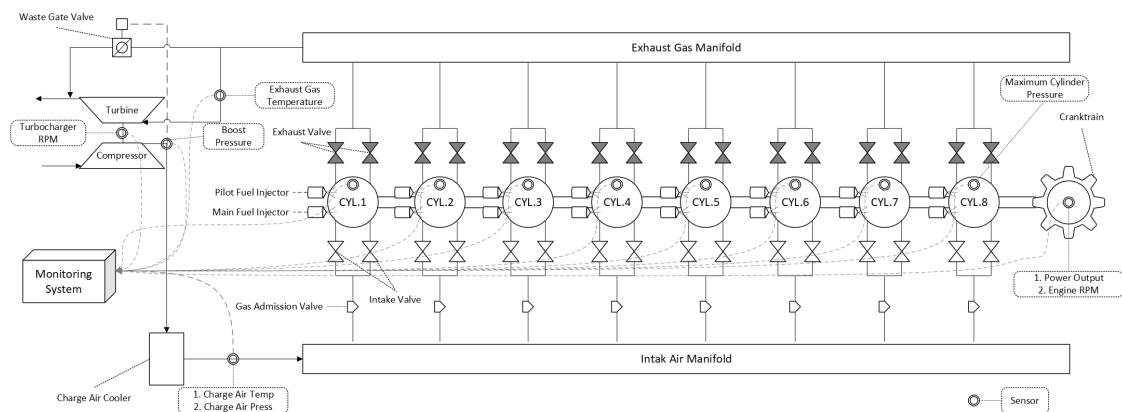 Waste Gate Valve
Exhaust Gas Manifold
Exhaust Gas
Temperature
Maximum Cylinder
Pressure
Turbine
Turbocharger
RPM
Boost
Pressure
Exhaust Valve
Cranktrain
Compressor
Pilot Fuel Injector
Main Fuel Injector
CYL.1
CYL.2
CYL.3
CYL.4
CYL.5
CYL.6
CYL.7
CYL.8
Monitoring
System
1. Power Output
2. Engine RPM
Intake Valve
Gas Admission Valve
Intak Air Manifold
Charge Air Cooler
1. Charge Air Temp
2. Charge Air Press
Sensor